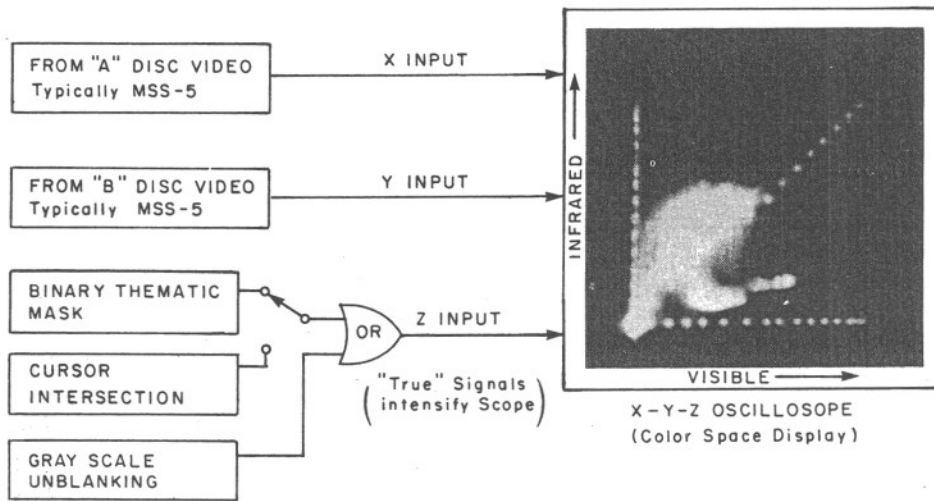 FROM "A" DISC VIDEO
Typically MSS-5
X INPUT
FROM "B" DISC VIDEO
Typically MSS-5
Y INPUT
BINARY THEMATIC
MASK
CURSOR
INTERSECTION
GRAY SCALE
UNBLANKING
OR
Z INPUT
"True" Signals
(intensify Scope)
INFRARED
VISIBLE
X-Y-Z OSCILLOSOPE
(Color Space Display)